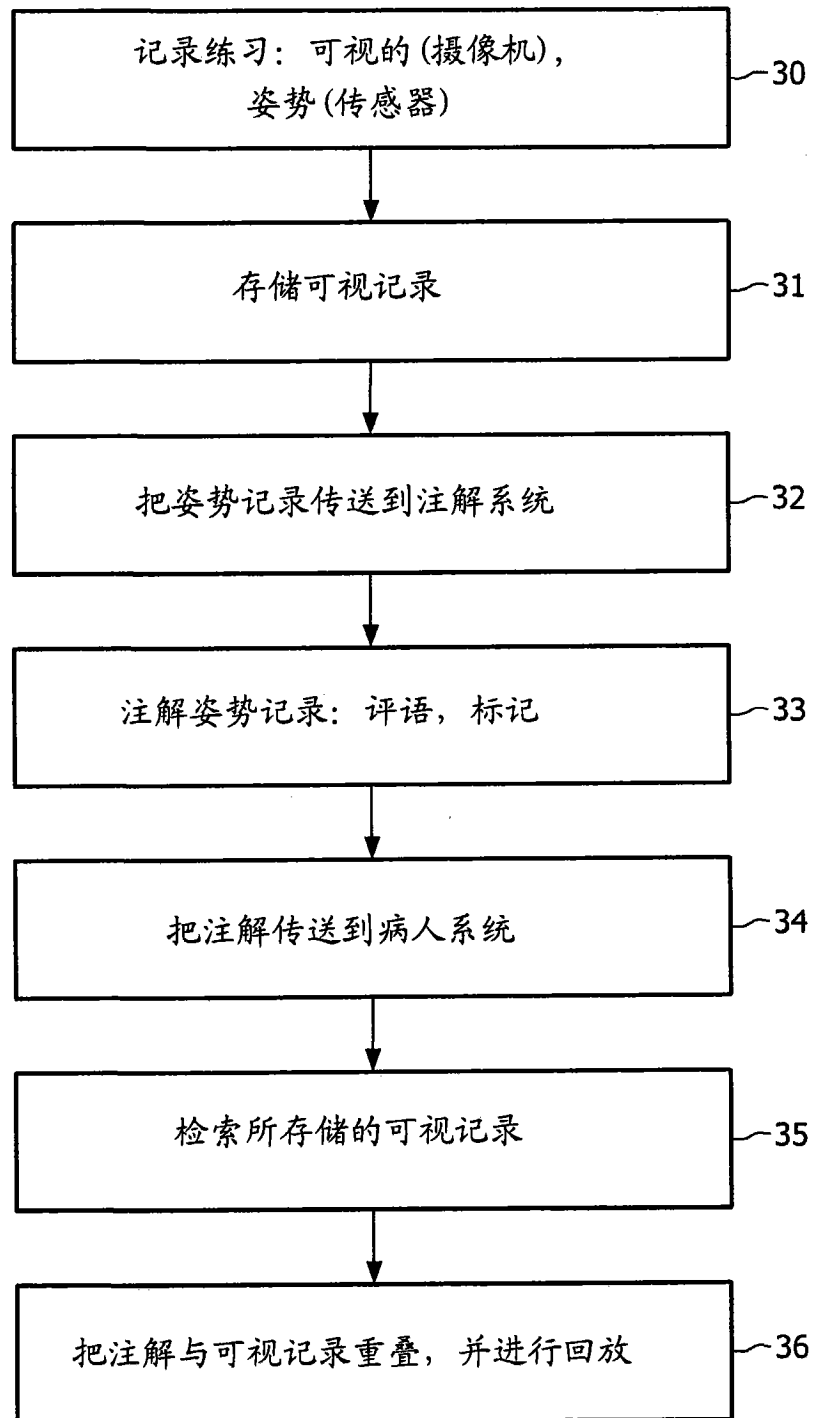 记录练习：可视的(摄像机)，
姿势(传感器)
30
存储可视记录
31
把姿势记录传送到注解系统
32
注解姿势记录：评语，标记
33
把注解传送到病人系统
34
检索所存储的可视记录
35
把注解与可视记录重叠，并进行回放
36